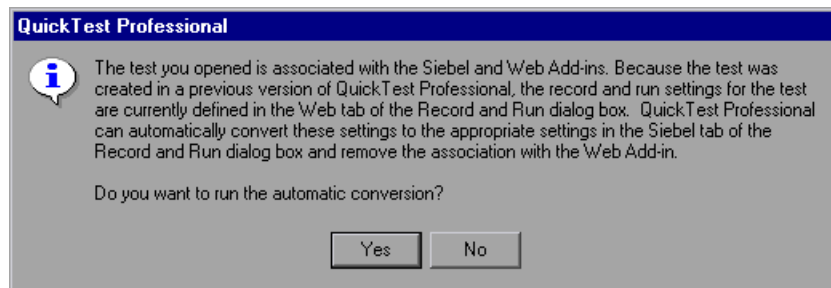 QuickTest Professional
The test you opened is associated with the Siebel and Web Add-ins. Because the test was
created in a previous version of QuickTest Professional, the record and run settings for the test
are currently defined in the Web tab of the Record and Run dialog box.  QuickTest Professional
can automatically convert these settings to the appropriate settings in the Siebel tab of the
Record and Run dialog box and remove the association with the Web Add-in.
Do you want to run the automatic conversion?
Yes No